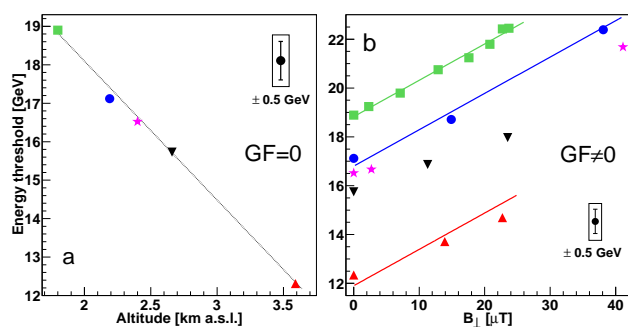 Energy threshold [GeV]
19
18
17
16
15
14
13
12
± 0.5 GeV
GF=0
a
2
2.5
3
3.5
Altitude [km a.s.l.]
22
20
18
16
14
12
b
GF≠0
± 0.5 GeV
0
10
20
30
40
B⊥ [μT]